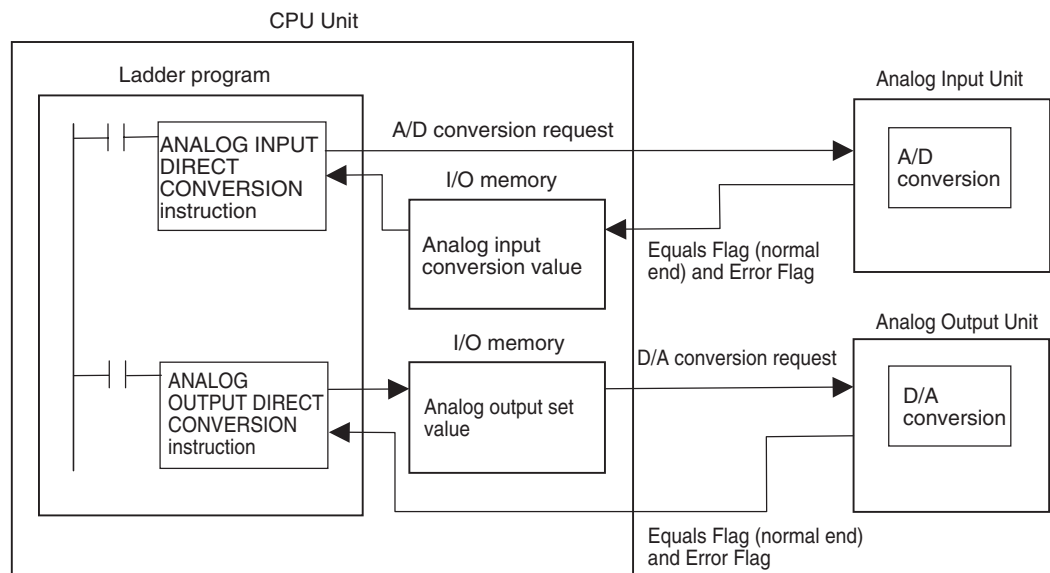 CPU Unit
Ladder program
ANALOG INPUT
DIRECT
CONVERSION
instruction
A/D conversion request
I/O memory
Analog input
conversion value
Equals Flag (normal
end) and Error Flag
Analog Input Unit
A/D
conversion
ANALOG
OUTPUT DIRECT
CONVERSION
instruction
I/O memory
Analog output set
value
D/A conversion request
Analog Output Unit
D/A
conversion
Equals Flag (normal end)
and Error Flag